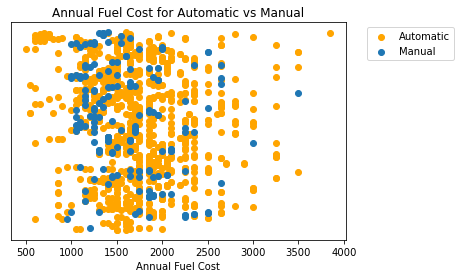 Annual Fuel Cost for Automatic vs Manual
Automatic
Manual
500 1000 1500 2000 2500 3000 3500 4000
Annual Fuel Cost